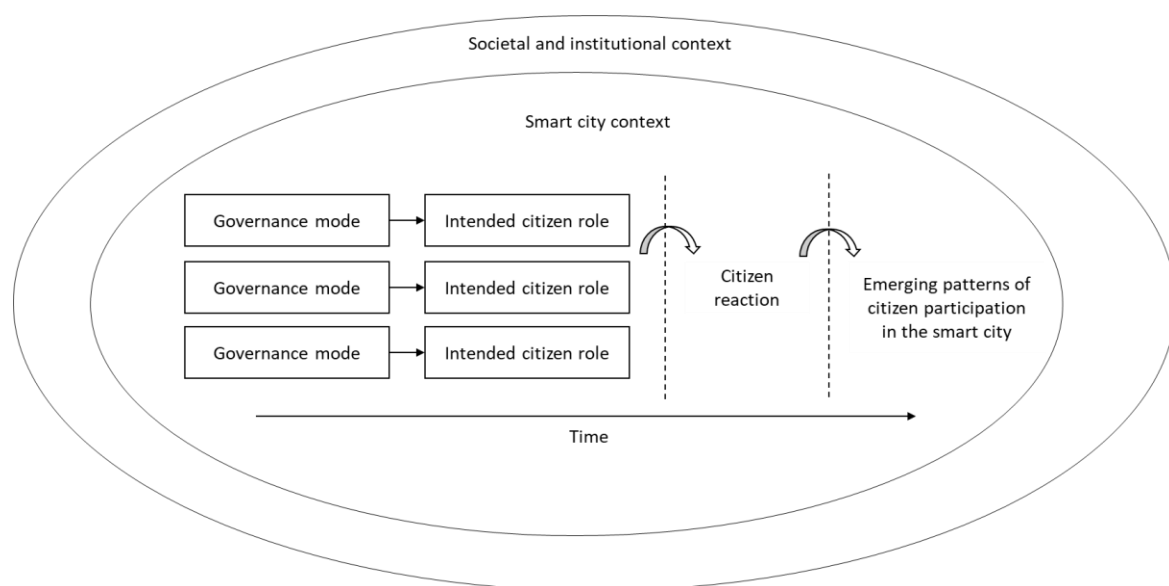 Societal and institutional context
Smart city context
Governance mode
Intended citizen role
Governance mode
Intended citizen role
Governance mode
Intended citizen role
Citizen
reaction
Emerging patterns of
citizen participation
in the smart city
Time